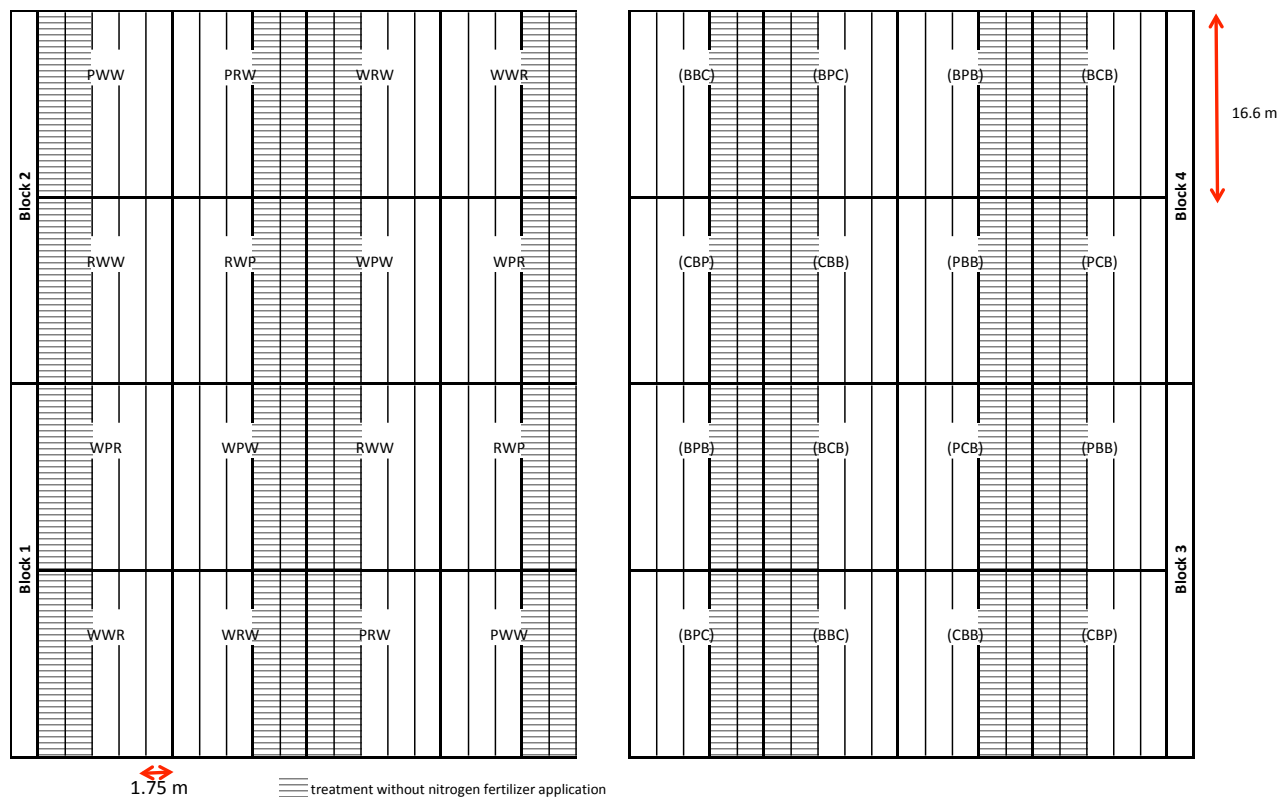 PWW PRW WRW WWR (BBC) (BPC) (BPB) (BCB)
16.6 m
Block 2
Block 4
RWW RWP WPW WPR (CBP) (CBB) (PBB) (PCB)
WPR WPW RWW RWP (BPB) (BCB) (PCB) (PBB)
Block 1
Block 3
WWR WRW PRW PWW (BPC) (BBC) (CBB) (CBP)
1.75 m
treatment without nitrogen fertilizer application